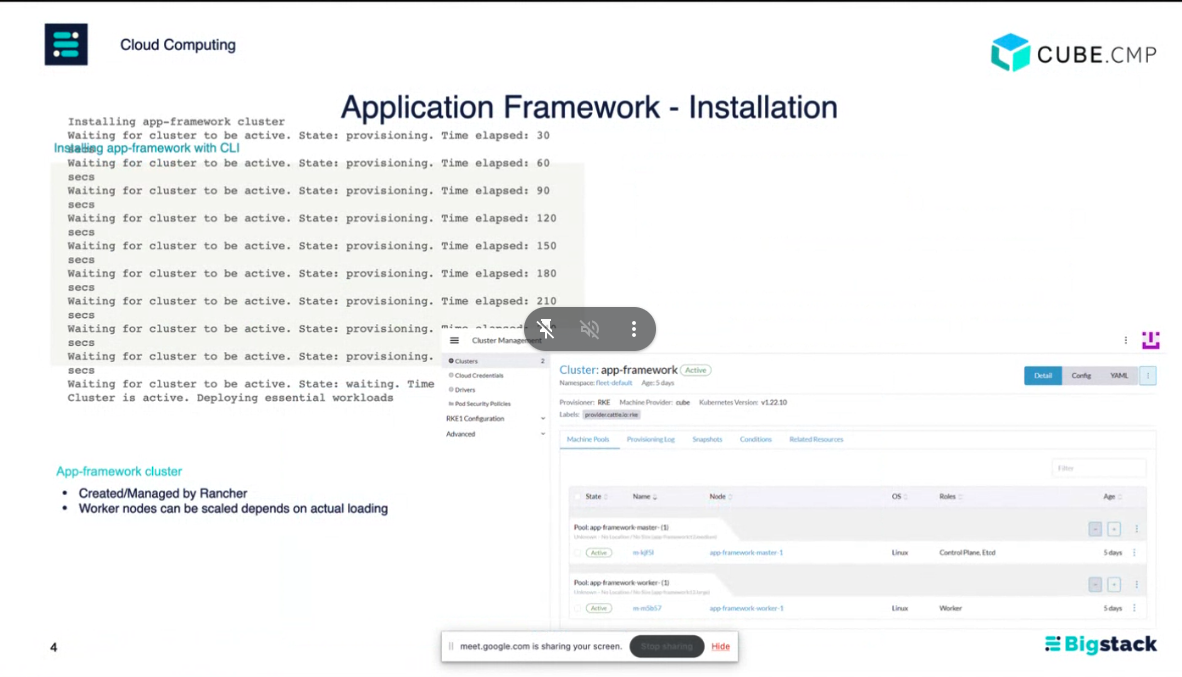 Cloud Computing
CUBE.CMP
Application Framework - Installation
Installing app-framework cluster
Waiting for cluster to be active. State: provisioning. Time elapsed: 30
secs
Installing app-framework with CLI
Waiting for cluster to be active. State: provisioning. Time elapsed: 60
secs
Waiting for cluster to be active. State: provisioning. Time elapsed: 90
secs
Waiting for cluster to be active. State: provisioning. Time elapsed: 120
secs
Waiting for cluster to be active. State: provisioning. Time elapsed: 150
secs
Waiting for cluster to be active. State: provisioning. Time elapsed: 180
secs
Waiting for cluster to be active. State: provisioning. Time elapsed: 210
secs
Waiting for cluster to be active. State: provisioning. Time elapsed:
secs
Waiting for cluster to be active. State: provisioning.
secs
Waiting for cluster to be active. State: waiting. Time
Cluster is active. Deploying essential workloads
App-framework cluster
• Created/Managed by Rancher
• Worker nodes can be scaled depends on actual loading
Cluster Management
Clusters 2
Cloud Credentials
Drivers
Pod Security Policies
RKE1 Configuration
Advanced
Cluster: app-framework Active
Namespace: fleet-default Age: 5 days
Detail Config YAML
Provisioner: RKE Machine Provider: cube Kubernetes Version: v1.22.10
Labels: provider.cattle.io: rke
Machine Pools Provisioning Log Snapshots Conditions Related Resources
Filter
State Name Node OS Roles Age
Pool: app-framework-master- (1)
Active app-framework-master-1 Linux Control Plane, Etcd 5 days
Pool: app-framework-worker- (1)
Active m-m5b57 app-framework-worker-1 Linux Worker 5 days
4
meet.google.com is sharing your screen. Stop sharing Hide
Bigstack